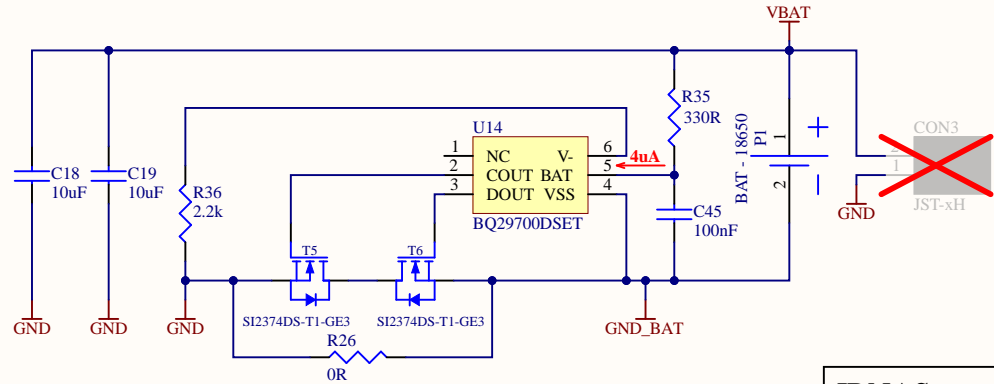 VBAT
R35
330R
U14
1
2
3
NC
COUT
DOUT
V-
BAT
VSS
6
5
4
4uA
BQ29700DSET
BAT - 18650
P1
1
2
+
CON3
2
1
JST-xH
GND
C18
10uF
C19
10uF
R36
2.2k
C45
100nF
T5
T6
SI2374DS-T1-GE3
SI2374DS-T1-GE3
GND
GND
GND
GND_BAT
R26
0R